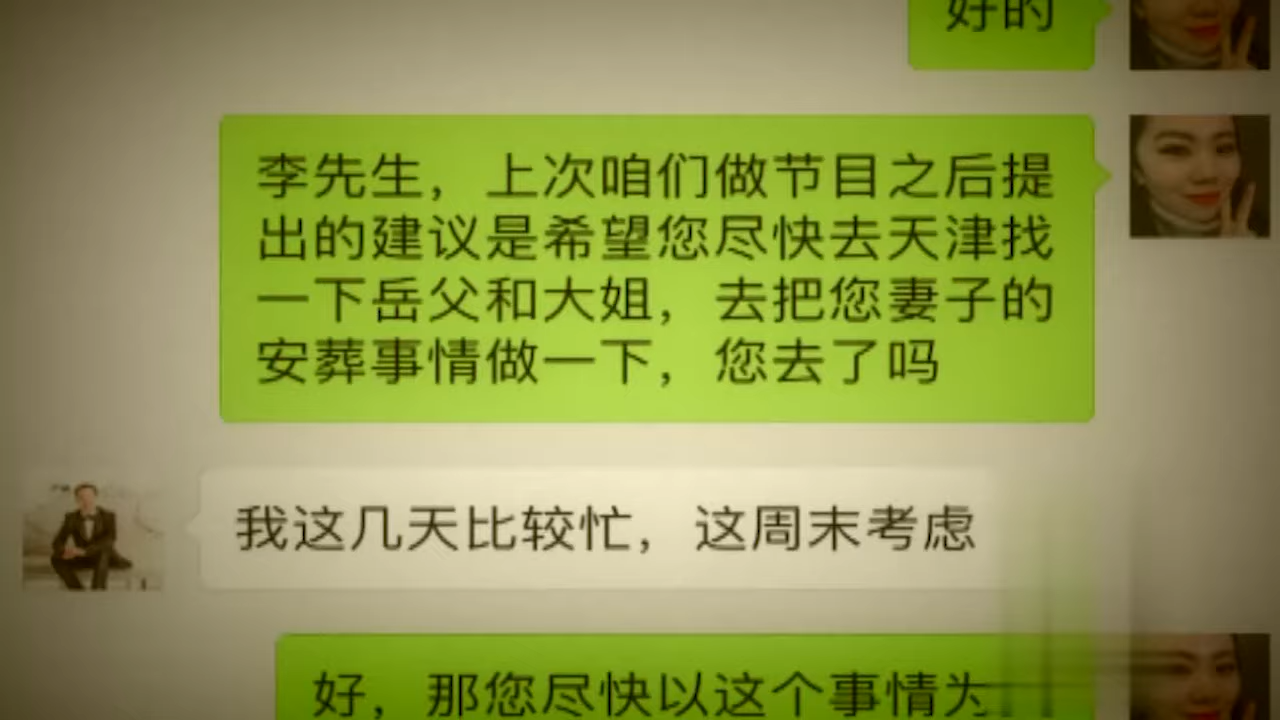 好的
李先生，上次咱们做节目之后提
出的建议是希望您尽快去天津找
一下岳父和大姐，去把您妻子的
安葬事情做一下，您去了吗
我这几天比较忙，这周末考虑
好，那您尽快以这个事情为